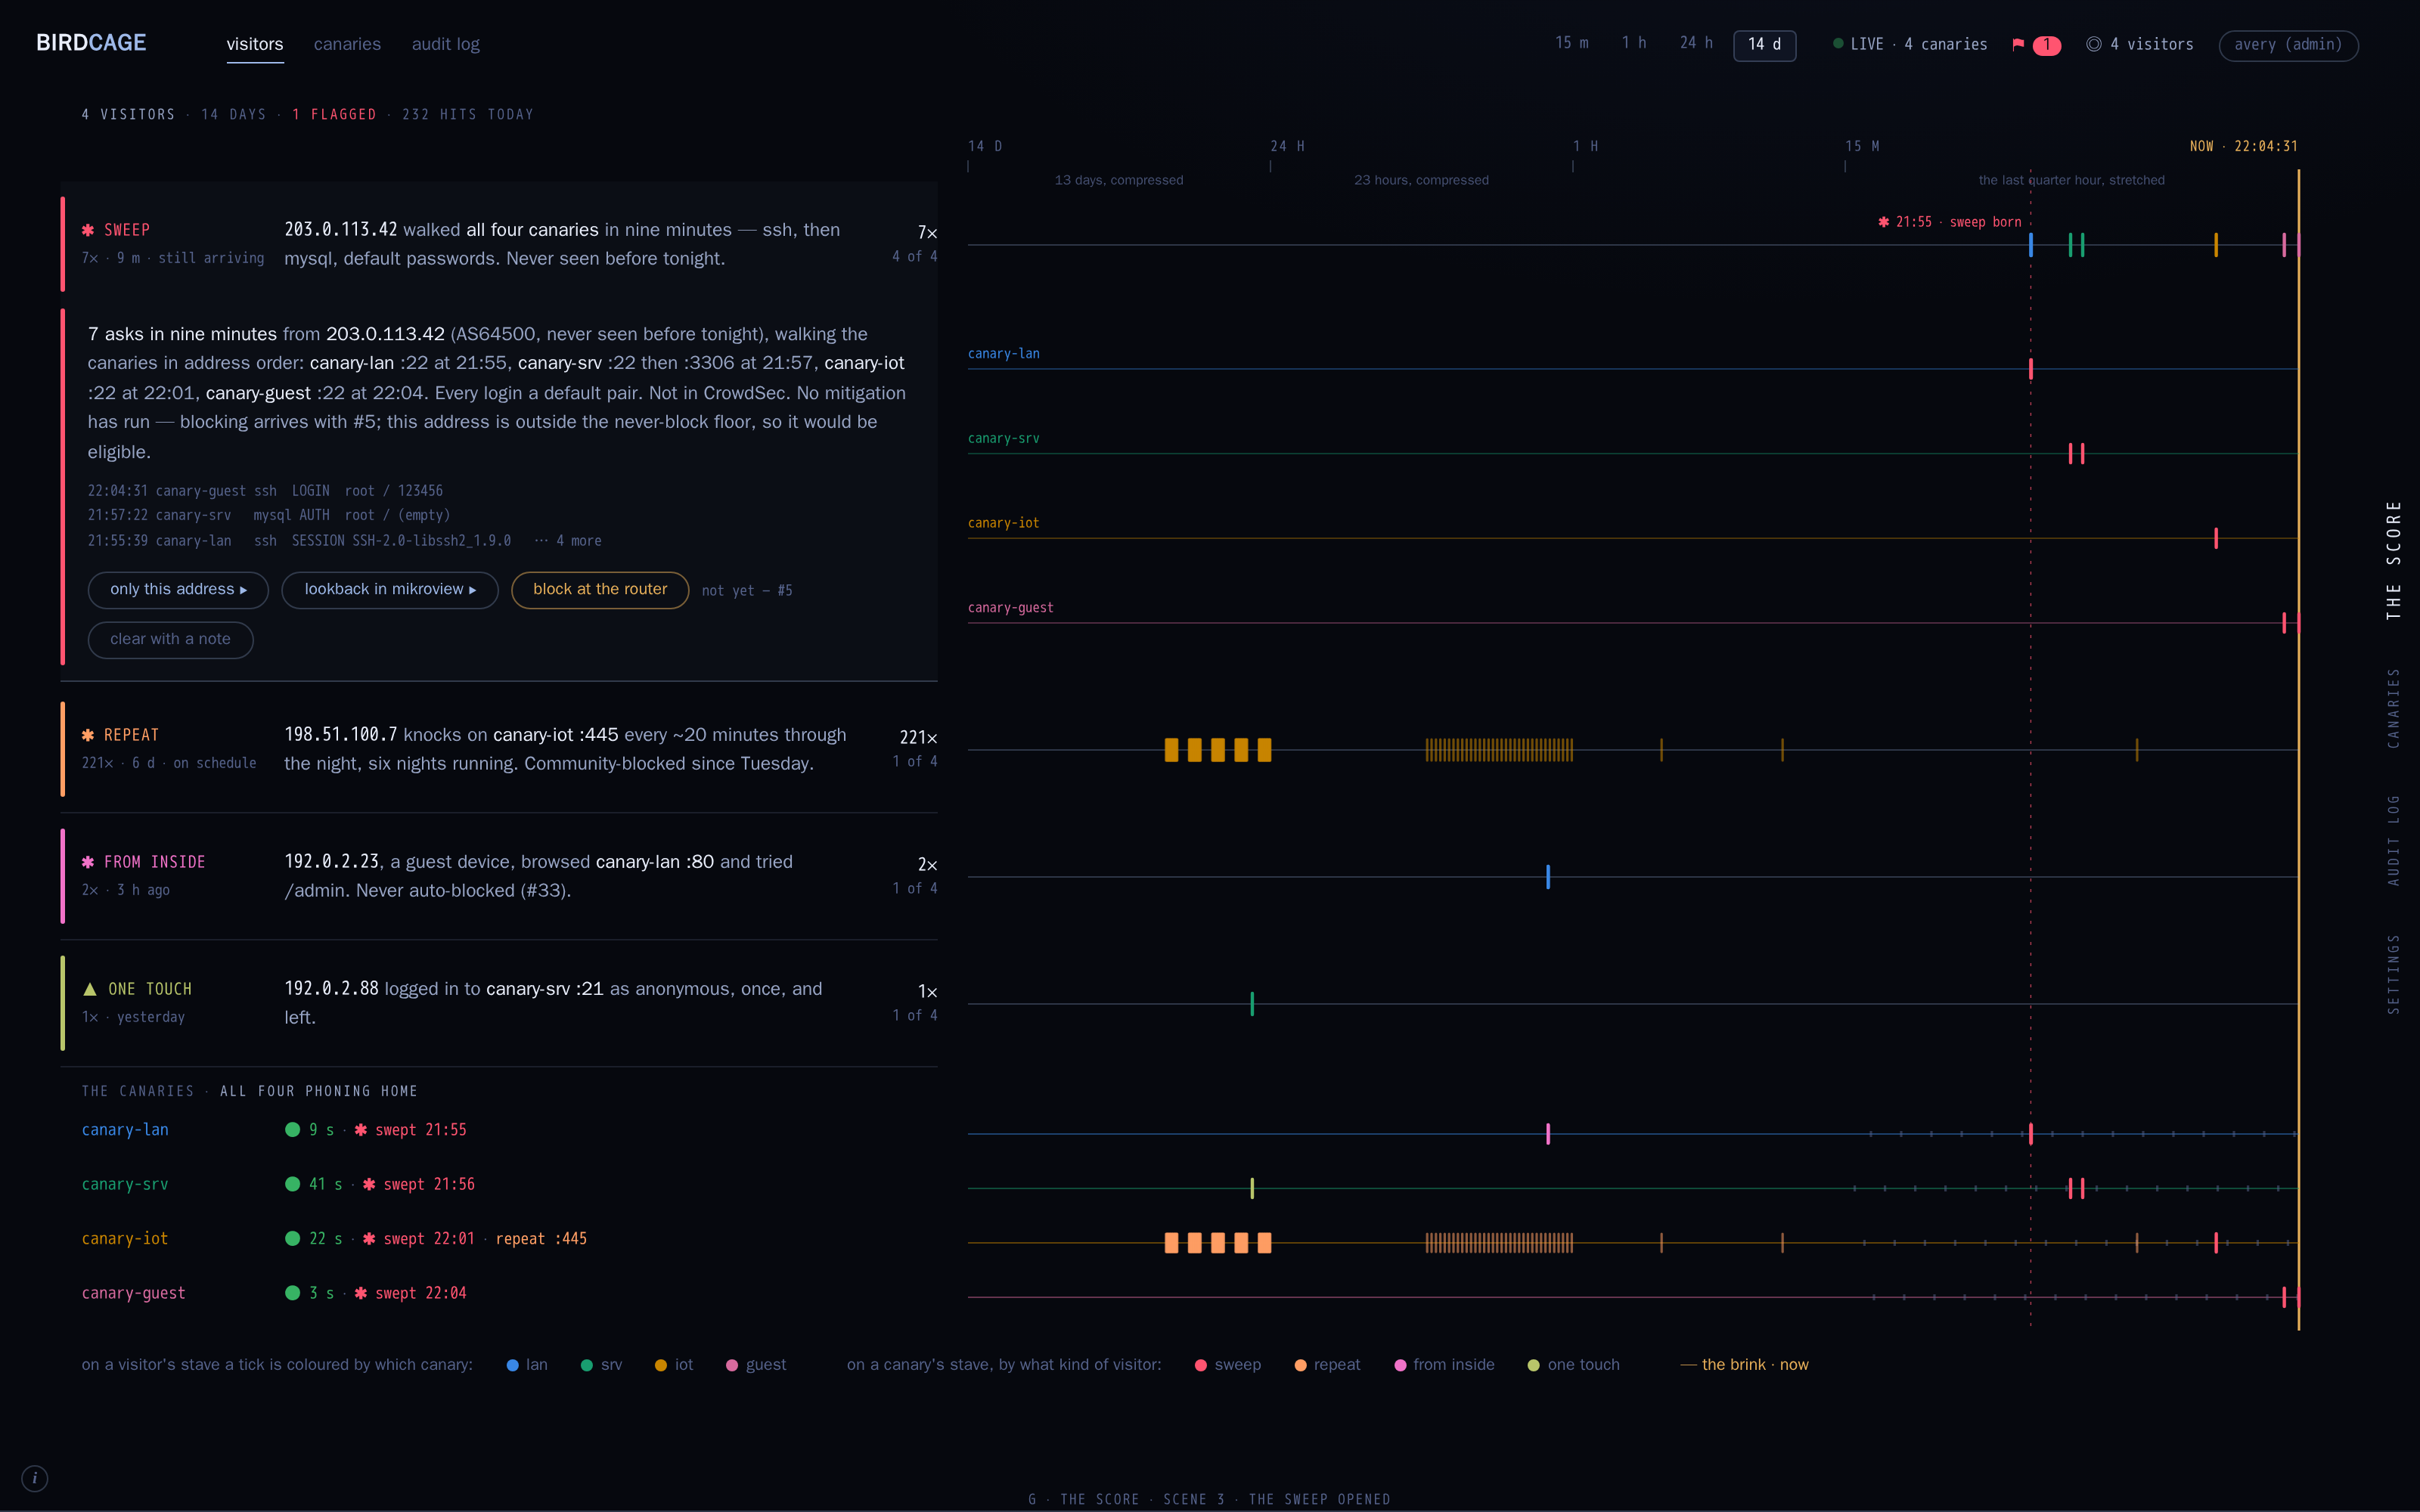 BIRDCAGE visitors canaries audit log 15 m 1 h 24 h 14 d LIVE · 4 canaries 1 4 visitors avery (admin)
4 VISITORS · 14 DAYS · 1 FLAGGED · 232 HITS TODAY
14 D 24 H 1 H 15 M NOW · 22:04:31
13 days, compressed 23 hours, compressed the last quarter hour, stretched
✱ 21:55 · sweep born
✱ SWEEP 203.0.113.42 walked all four canaries in nine minutes — ssh, then 7×
7× · 9 m · still arriving mysql, default passwords. Never seen before tonight. 4 of 4
7 asks in nine minutes from 203.0.113.42 (AS64500, never seen before tonight), walking the
canaries in address order: canary-lan :22 at 21:55, canary-srv :22 then :3306 at 21:57, canary-iot
:22 at 22:01, canary-guest :22 at 22:04. Every login a default pair. Not in CrowdSec. No mitigation
has run — blocking arrives with #5; this address is outside the never-block floor, so it would be
eligible.
22:04:31 canary-guest ssh LOGIN root / 123456
21:57:22 canary-srv mysql AUTH root / (empty)
21:55:39 canary-lan ssh SESSION SSH-2.0-libssh2_1.9.0 ··· 4 more
only this address ▸ lookback in mikroview ▸ block at the router not yet — #5
clear with a note
canary-lan
canary-srv
canary-iot
canary-guest
✱ REPEAT 198.51.100.7 knocks on canary-iot :445 every ~20 minutes through 221×
221× · 6 d · on schedule the night, six nights running. Community-blocked since Tuesday. 1 of 4
✱ FROM INSIDE 192.0.2.23, a guest device, browsed canary-lan :80 and tried 2×
2× · 3 h ago /admin. Never auto-blocked (#33). 1 of 4
▲ ONE TOUCH 192.0.2.88 logged in to canary-srv :21 as anonymous, once, and 1×
1× · yesterday left. 1 of 4
THE CANARIES · ALL FOUR PHONING HOME
canary-lan 9 s · ✱ swept 21:55
canary-srv 41 s · ✱ swept 21:56
canary-iot 22 s · ✱ swept 22:01 · repeat :445
canary-guest 3 s · ✱ swept 22:04
on a visitor's stave a tick is coloured by which canary: lan srv iot guest on a canary's stave, by what kind of visitor: sweep repeat from inside one touch — the brink · now
THE SCORE
CANARIES
AUDIT LOG
SETTINGS
i
G · THE SCORE · SCENE 3 · THE SWEEP OPENED